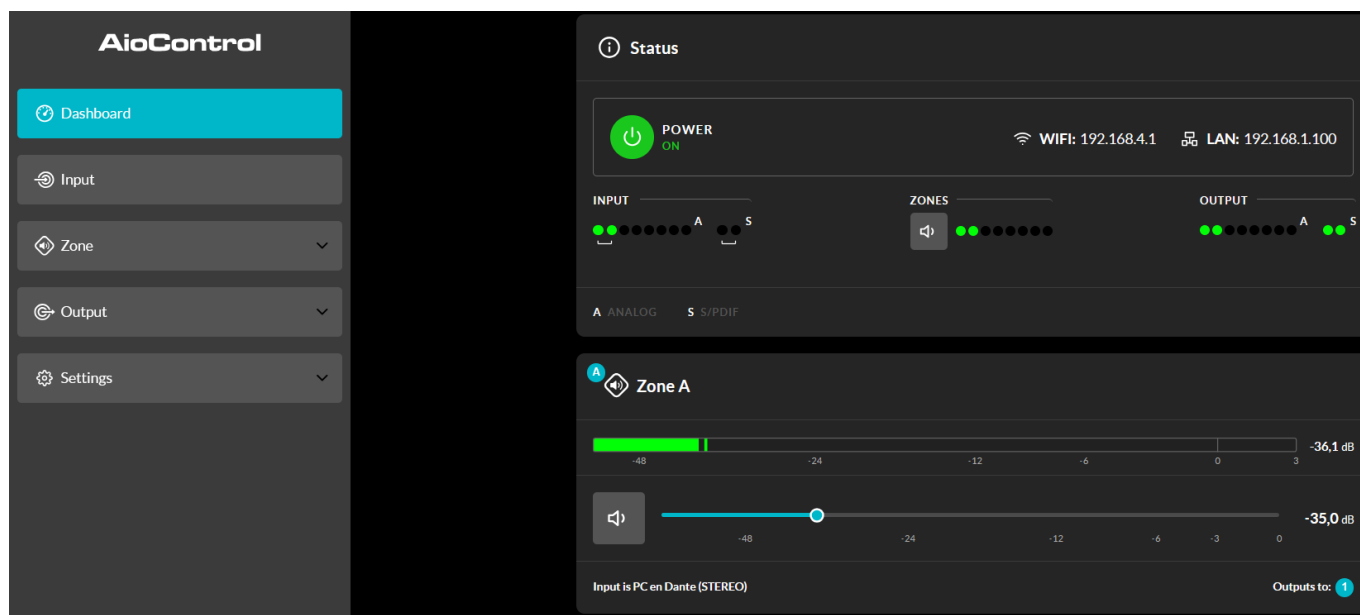 AioControl
Dashboard
Input
Zone
Output
Settings
Status
POWER
ON
WIFI: 192.168.4.1
LAN: 192.168.1.100
INPUT
A
S
ZONES
OUTPUT
A
S
A ANALOG S S/PDIF
A
Zone A
-36,1 dB
-48 -24 -12 -6 0 3
-35,0 dB
-48 -24 -12 -6 -3 0
Input is PC en Dante (STEREO)
Outputs to: 1